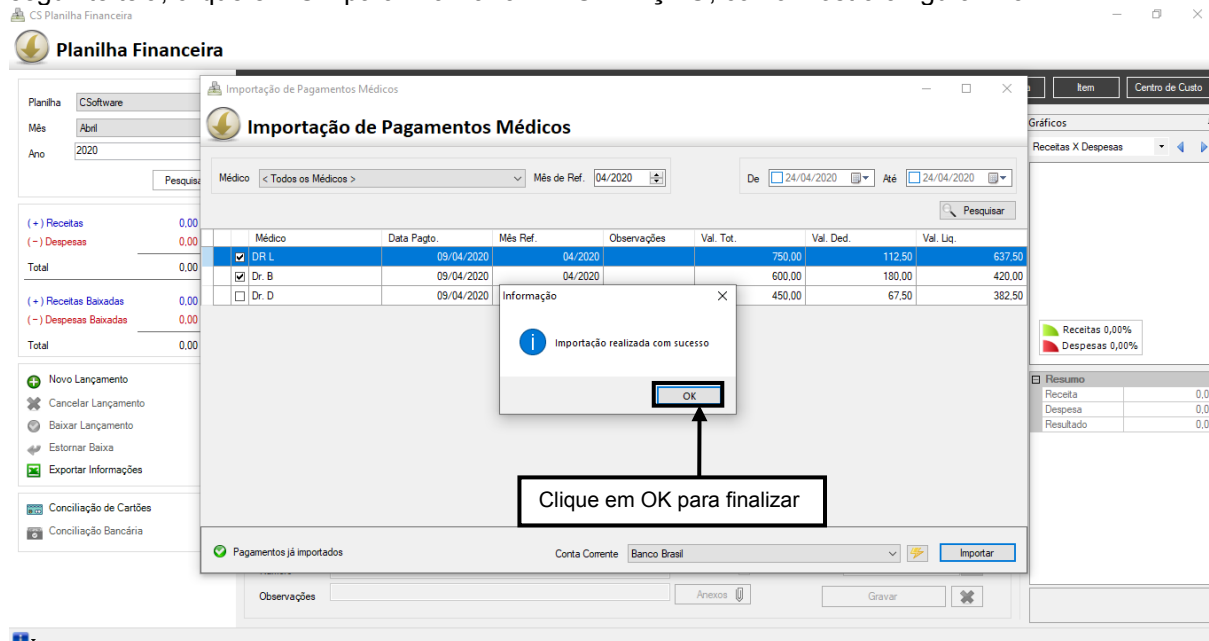 CS Planilha Financeira
Planilha Financeira
Planilha CSoftware
Mês Abril
Ano 2020
Pesquisa
(+) Receitas 0,00
(-) Despesas 0,00
Total 0,00
(+) Receitas Baixadas 0,00
(-) Despesas Baixadas 0,00
Total 0,00
Novo Lançamento
Cancelar Lançamento
Baixar Lançamento
Estornar Baixa
Exportar Informações
Conciliação de Cartões
Conciliação Bancária
Importação de Pagamentos Médicos
Importação de Pagamentos Médicos
Médico < Todos os Médicos > Mês de Ref. 04/2020 De 24/04/2020 Até 24/04/2020
Pesquisar
Médico Data Pagto. Mês Ref. Observações Val. Tot. Val. Ded. Val. Liq.
DR L 09/04/2020 04/2020 750,00 112,50 637,50
Dr. B 09/04/2020 04/2020 600,00 180,00 420,00
Dr. D 09/04/2020 450,00 67,50 382,50
Informação
Importação realizada com sucesso
OK
Clique em OK para finalizar
Pagamentos já importados Conta Corrente Banco Brasil Importar
Observações Anexos Gravar
Item Centro de Custo
Gráficos
Receitas X Despesas
Receitas 0,00%
Despesas 0,00%
Resumo
Receita 0,0
Despesa 0,0
Resultado 0,0